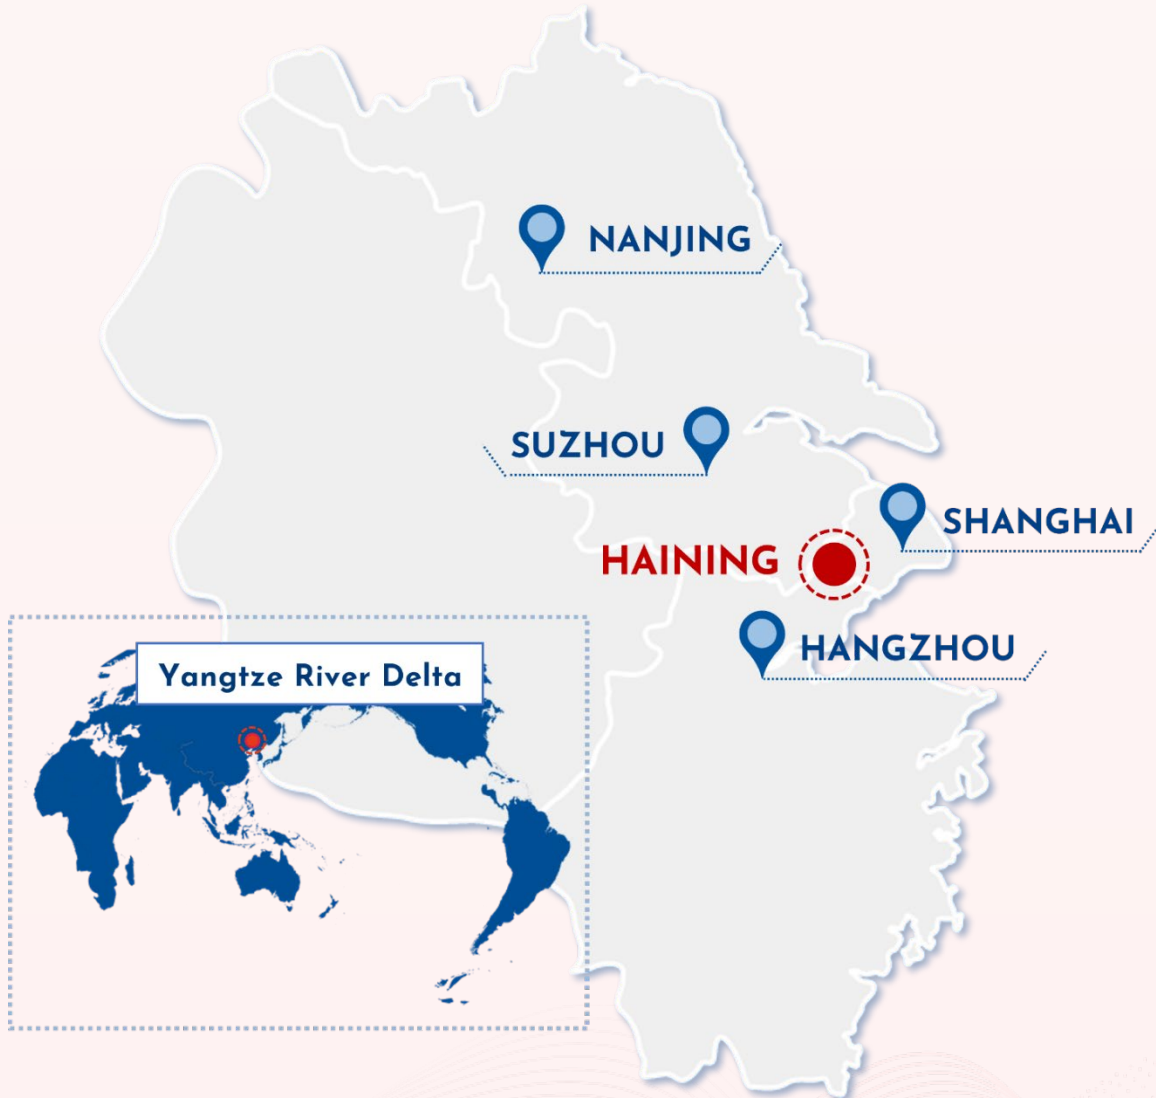 NANJING
SUZHOU
SHANGHAI
HAINING
HANGZHOU
Yangtze River Delta